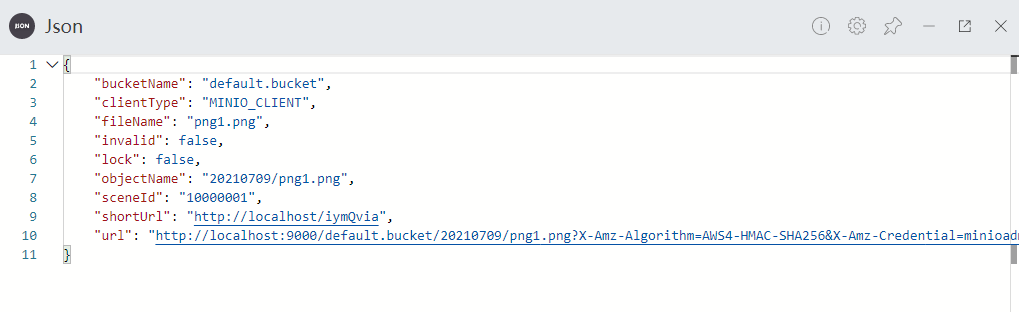 JSON Json
1 {
2 "bucketName": "default.bucket",
3 "clientType": "MINIO_CLIENT",
4 "fileName": "png1.png",
5 "invalid": false,
6 "lock": false,
7 "objectName": "20210709/png1.png",
8 "sceneId": "10000001",
9 "shortUrl": "http://localhost/iymQvia",
10 "url": "http://localhost:9000/default.bucket/20210709/png1.png?X-Amz-Algorithm=AWS4-HMAC-SHA256&X-Amz-Credential=minioadm
11 }